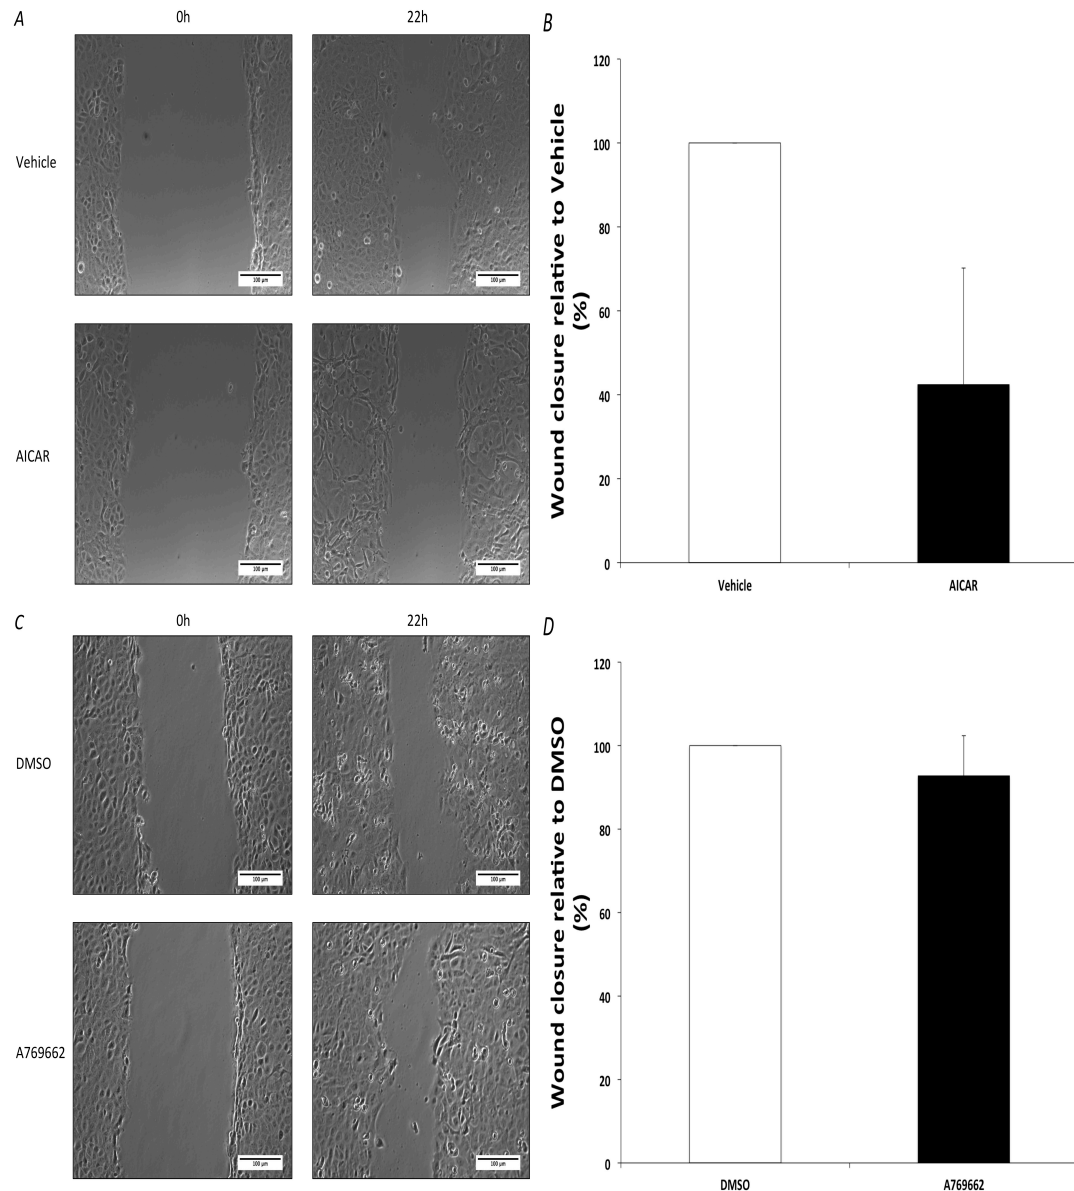 A
0h
22h
Vehicle
100 µm
100 µm
AICAR
100 µm
100 µm
B
Wound closure relative to Vehicle
(%)
120
100
80
60
40
20
0
Vehicle
AICAR
C
0h
22h
DMSO
100 µm
100 µm
A769662
100 µm
100 µm
D
Wound closure relative to DMSO
(%)
120
100
80
60
40
20
0
DMSO
A769662